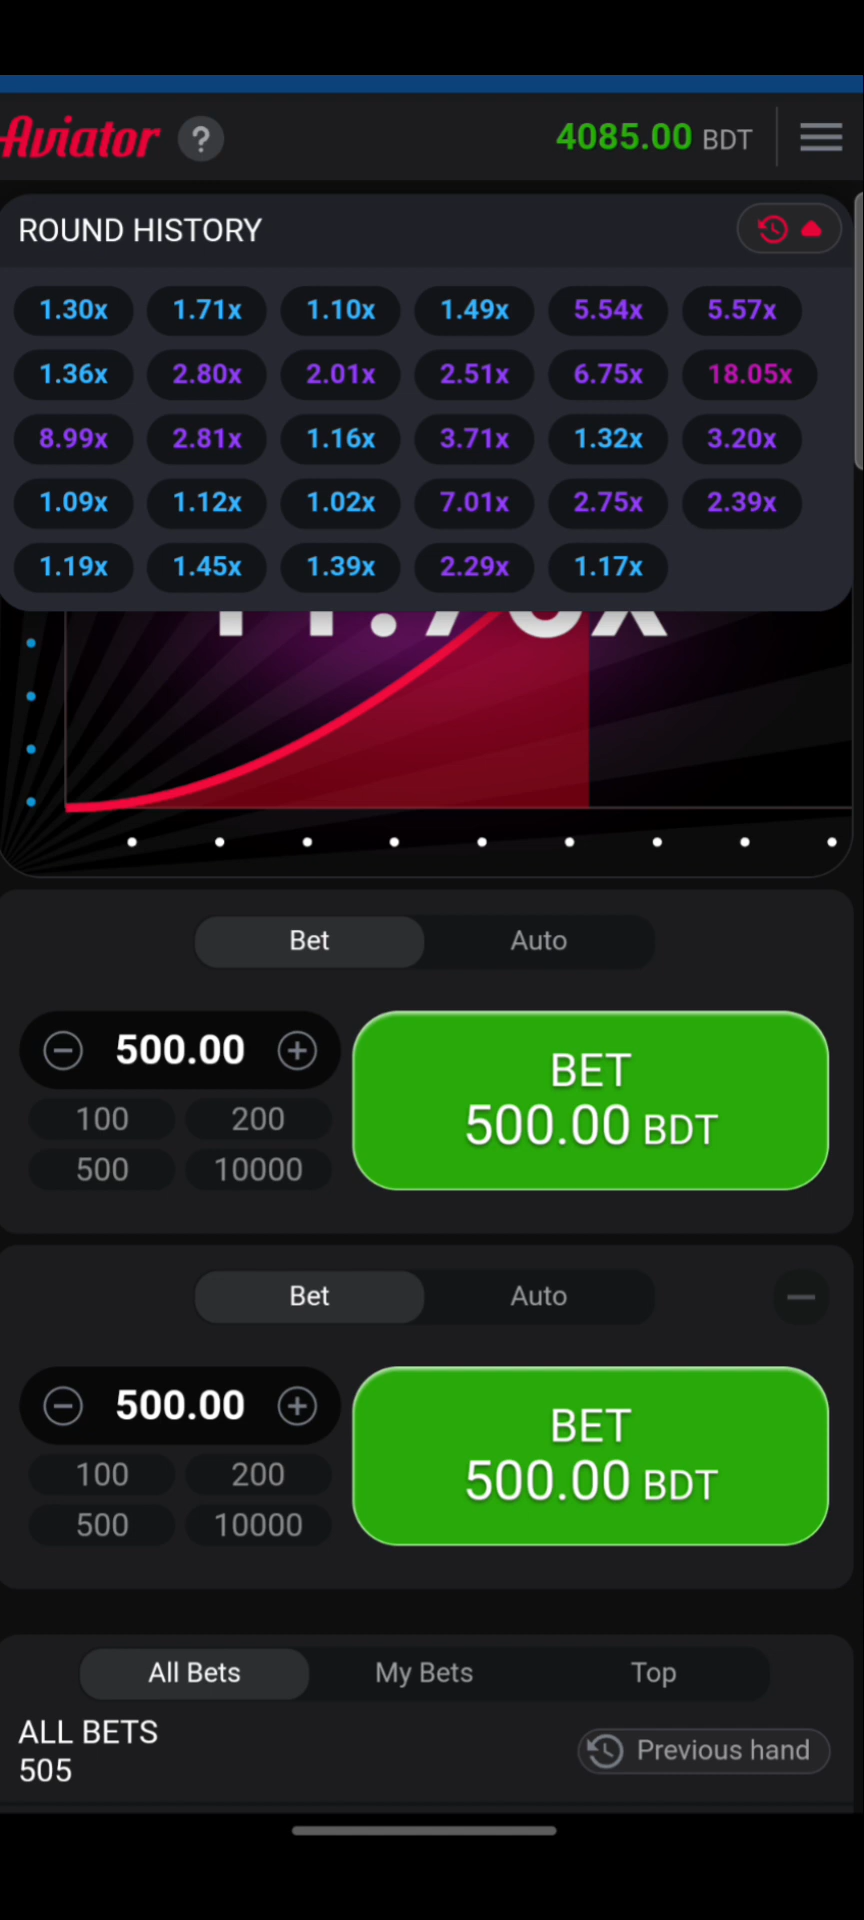 Aviator ? 4085.00 BDT
ROUND HISTORY
1.30x 1.71x 1.10x 1.49x 5.54x 5.57x
1.36x 2.80x 2.01x 2.51x 6.75x 18.05x
8.99x 2.81x 1.16x 3.71x 1.32x 3.20x
1.09x 1.12x 1.02x 7.01x 2.75x 2.39x
1.19x 1.45x 1.39x 2.29x 1.17x
Bet Auto
500.00
100 200
500 10000
BET
500.00 BDT
Bet Auto
500.00
100 200
500 10000
BET
500.00 BDT
All Bets My Bets Top
ALL BETS
505
Previous hand